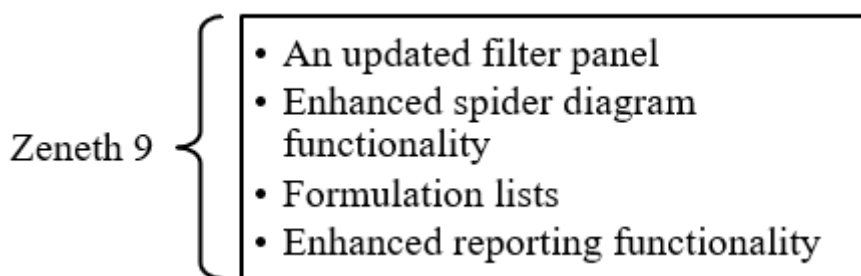 Zeneth 9
• An updated filter panel
• Enhanced spider diagram
functionality
• Formulation lists
• Enhanced reporting functionality